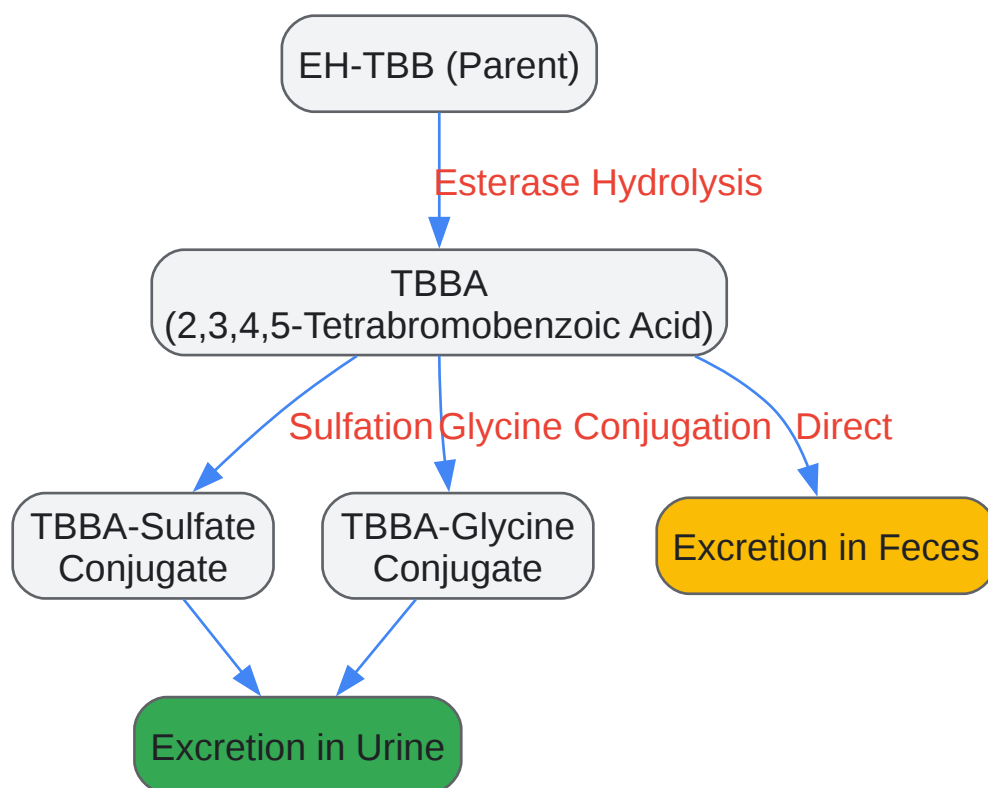 EH-TBB (Parent)
Esterase Hydrolysis
TBBA
(2,3,4,5-Tetrabromobenzoic Acid)
Sulfation
Glycine Conjugation
Direct
TBBA-Sulfate
Conjugate
TBBA-Glycine
Conjugate
Excretion in Feces
Excretion in Urine